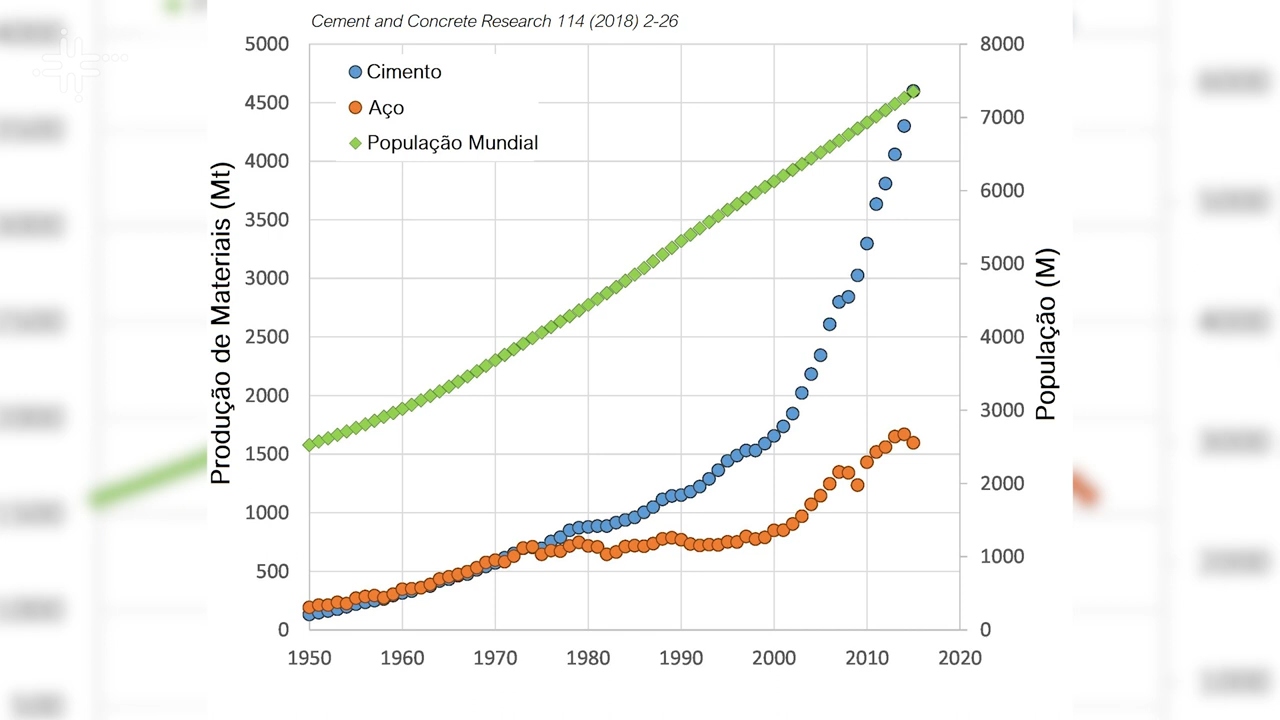 Cement and Concrete Research 114 (2018) 2-26
5000
4500
4000
3500
3000
2500
2000
1500
1000
500
0
Produção de Materiais (Mt)
Cimento
Aço
População Mundial
8000
7000
6000
5000
4000
3000
2000
1000
0
População (M)
1950 1960 1970 1980 1990 2000 2010 2020